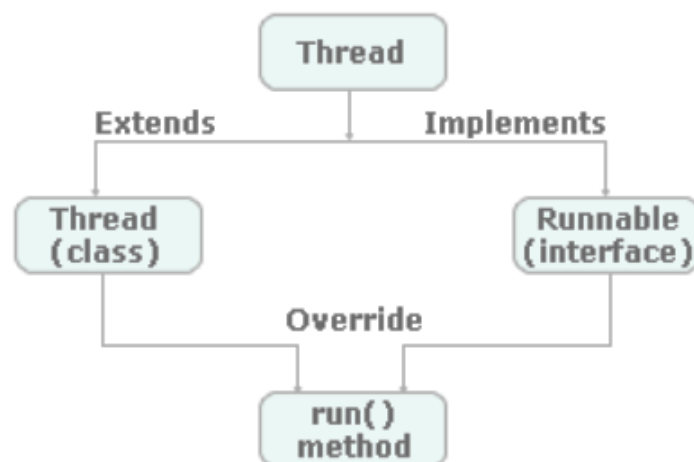 Thread
Extends
Implements
Thread
(class)
Runnable
(interface)
Override
run()
method